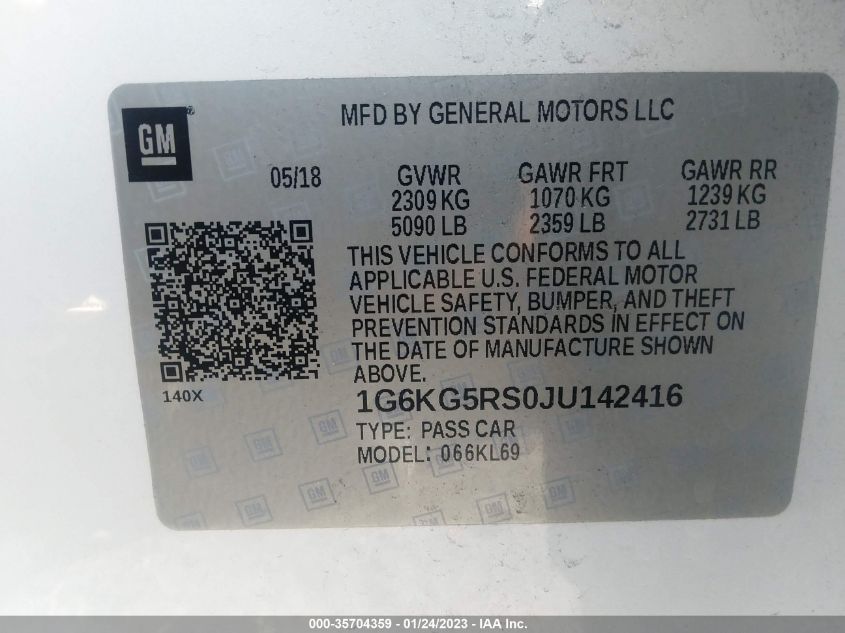 GM
MFD BY GENERAL MOTORS LLC
05/18 GVWR GAWR FRT GAWR RR
2309 KG 1070 KG 1239 KG
5090 LB 2359 LB 2731 LB
THIS VEHICLE CONFORMS TO ALL
APPLICABLE U.S. FEDERAL MOTOR
VEHICLE SAFETY, BUMPER, AND THEFT
PREVENTION STANDARDS IN EFFECT ON
THE DATE OF MANUFACTURE SHOWN
ABOVE.
140X 1G6KG5RS0JU142416
TYPE: PASS CAR
MODEL: 066KL69
000-35704359 - 01/24/2023 - IAA Inc.